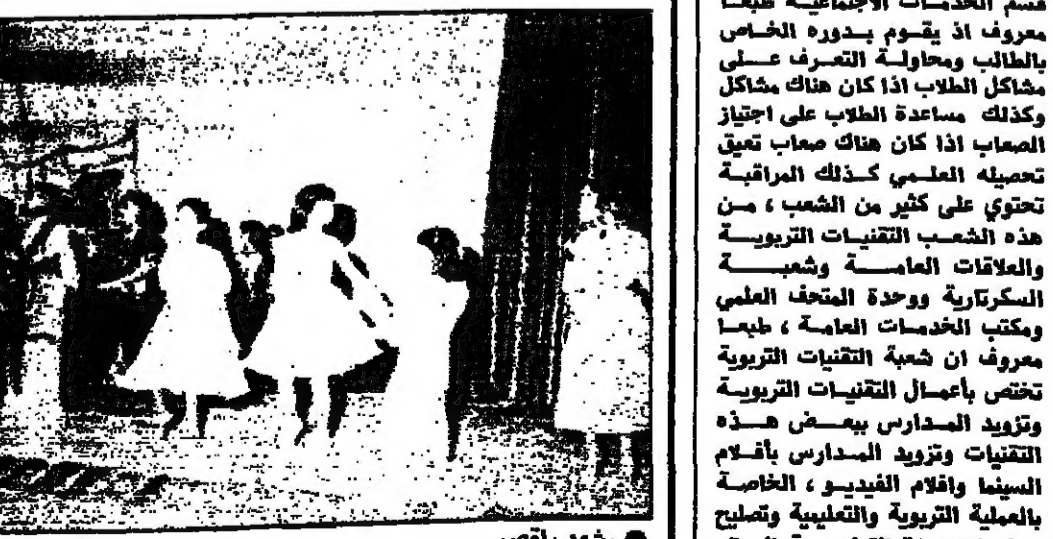 قسم الخدمات الاجتماعية طبعا
معروف اذ يقوم بدوره الخاص
بالطالب ومحاولة التعرف على
مشاكل الطلاب اذا كان هناك مشاكل
وكذلك مساعدة الطلاب على اجتياز
الصعاب اذا كان هناك صعاب تعيق
تحصيله العلمي كذلك المراقبة
تحتوي على كثير من الشعب ، من
هذه الشعب التقنيات التربوية
والعلاقات العامة وشعبة
السكرتارية ووحدة المتحف العلمي
ومكتب الخدمات العامة ، طبعا
معروف ان شعبة التقنيات التربوية
تختص بأعمال التقنيات التربوية
وتزويد المدارس ببعض هذه
التقنيات وتزويد المدارس بأفلام
السينما وافلام الفيديو ، الخاصة
بالعملية التربوية والتعليمية وتصليح